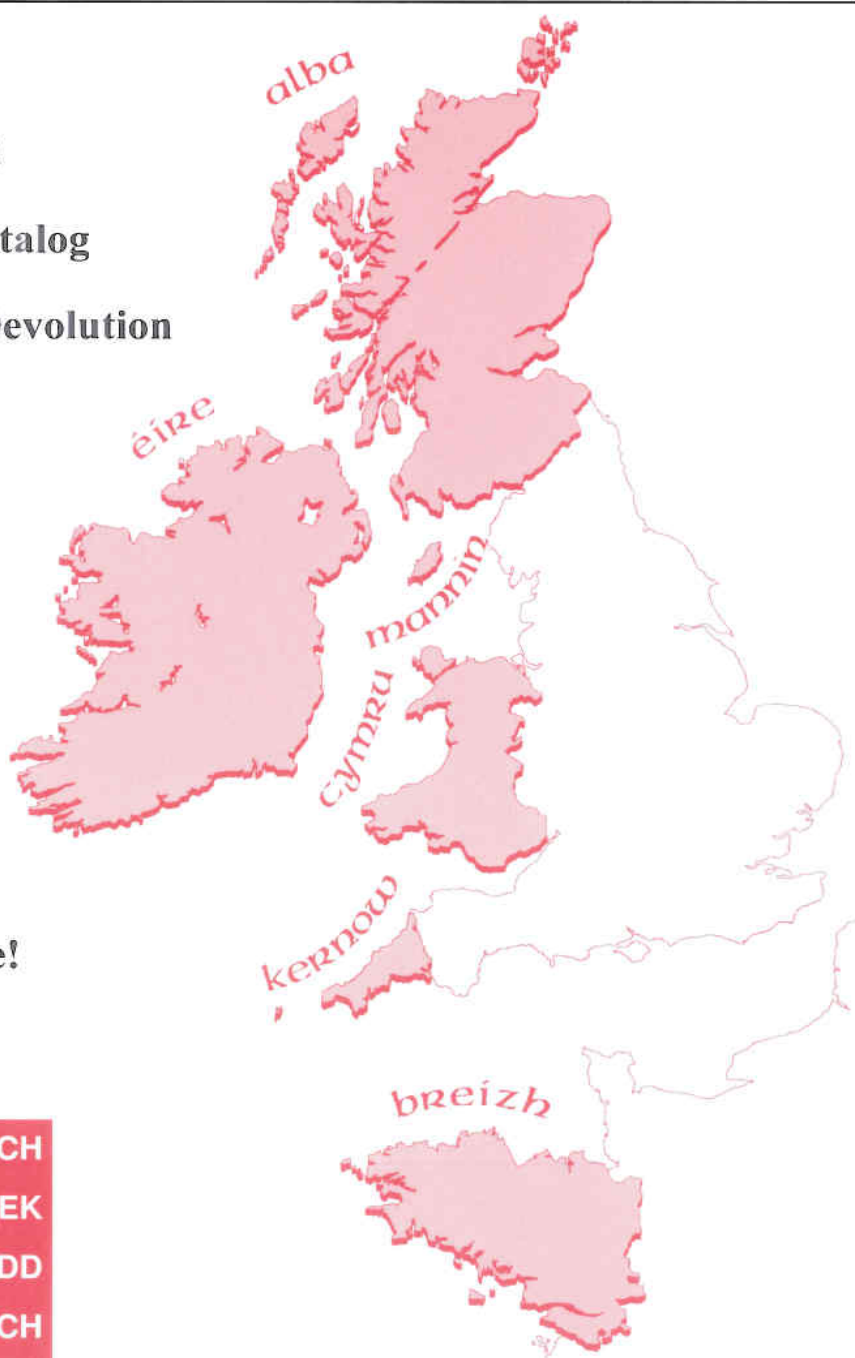 alba
talog
evolution
éire
mannin
cymru
kernow
e!
breizh
CH
EK
DD
CH